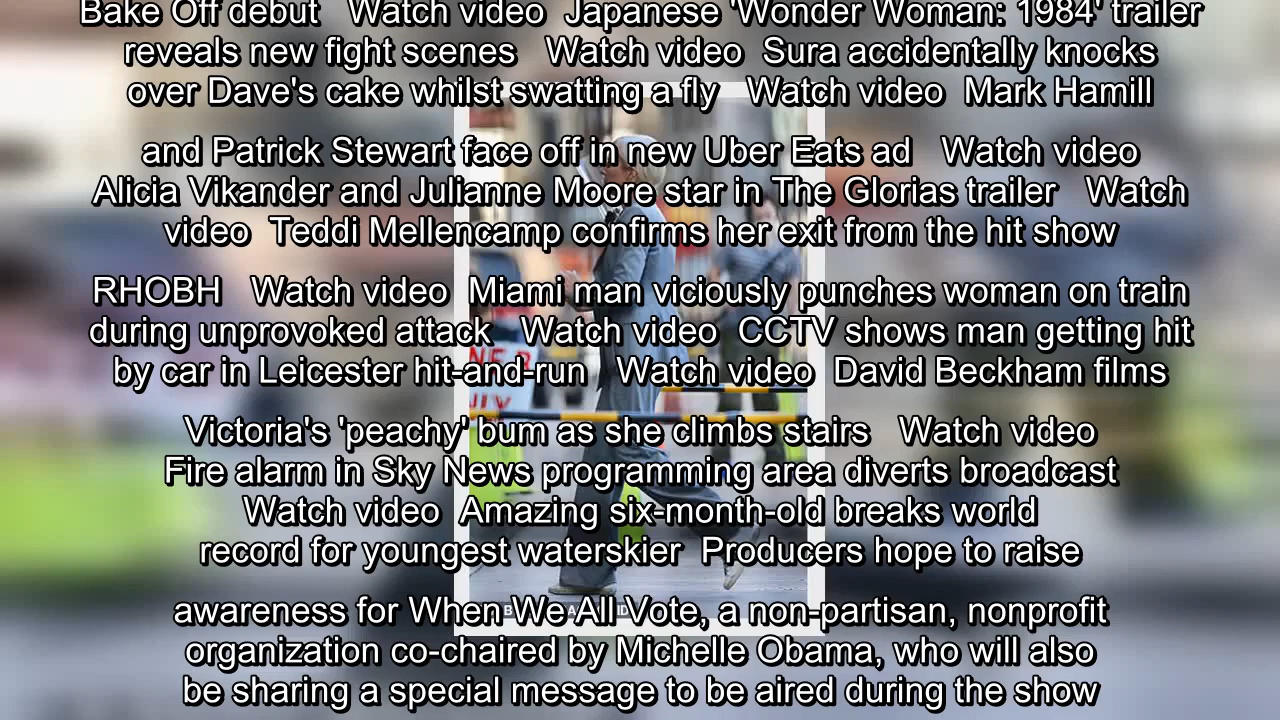 Bake Off debut   Watch video  Japanese 'Wonder Woman: 1984' trailer
reveals new fight scenes   Watch video  Sura accidentally knocks
over Dave's cake whilst swatting a fly   Watch video  Mark Hamill
and Patrick Stewart face off in new Uber Eats ad   Watch video
Alicia Vikander and Julianne Moore star in The Glorias trailer   Watch
video  Teddi Mellencamp confirms her exit from the hit show
RHOBH   Watch video  Miami man viciously punches woman on train
during unprovoked attack   Watch video  CCTV shows man getting hit
by car in Leicester hit-and-run   Watch video  David Beckham films
Victoria's 'peachy' bum as she climbs stairs   Watch video
Fire alarm in Sky News programming area diverts broadcast
Watch video  Amazing six-month-old breaks world
record for youngest waterskier  Producers hope to raise
awareness for When We All Vote, a non-partisan, nonprofit
organization co-chaired by Michelle Obama, who will also
be sharing a special message to be aired during the show